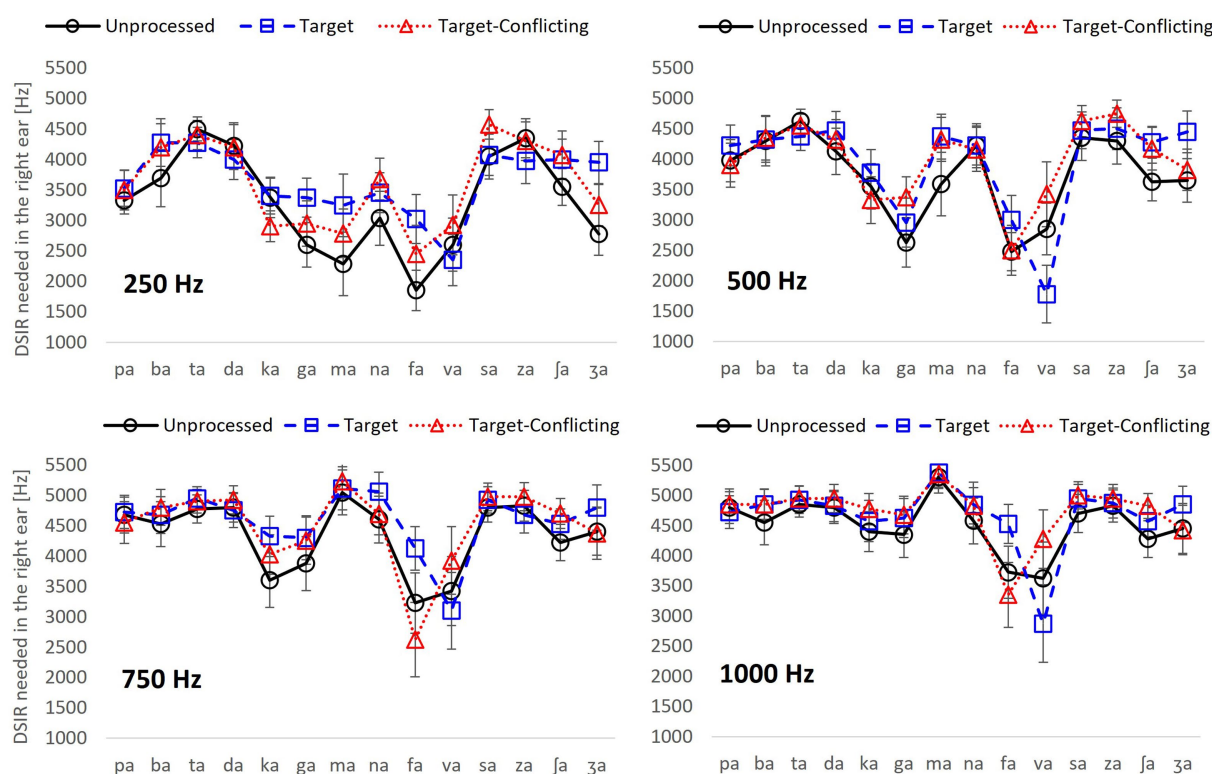 Unprocessed Target Target-Conflicting
Unprocessed Target Target-Conflicting
DSIR needed in the right ear [Hz]
5500
5000
4500
4000
3500
3000
2500
2000
1500
1000
250 Hz
pa ba ta da ka ga ma na fa va sa za ʃa ʒa
5500
5000
4500
4000
3500
3000
2500
2000
1500
1000
500 Hz
pa ba ta da ka ga ma na fa va sa za ʃa ʒa
Unprocessed Target Target-Conflicting
Unprocessed Target Target-Conflicting
DSIR needed in the right ear [Hz]
5500
5000
4500
4000
3500
3000
2500
2000
1500
1000
750 Hz
pa ba ta da ka ga ma na fa va sa za ʃa ʒa
5500
5000
4500
4000
3500
3000
2500
2000
1500
1000
1000 Hz
pa ba ta da ka ga ma na fa va sa za ʃa ʒa